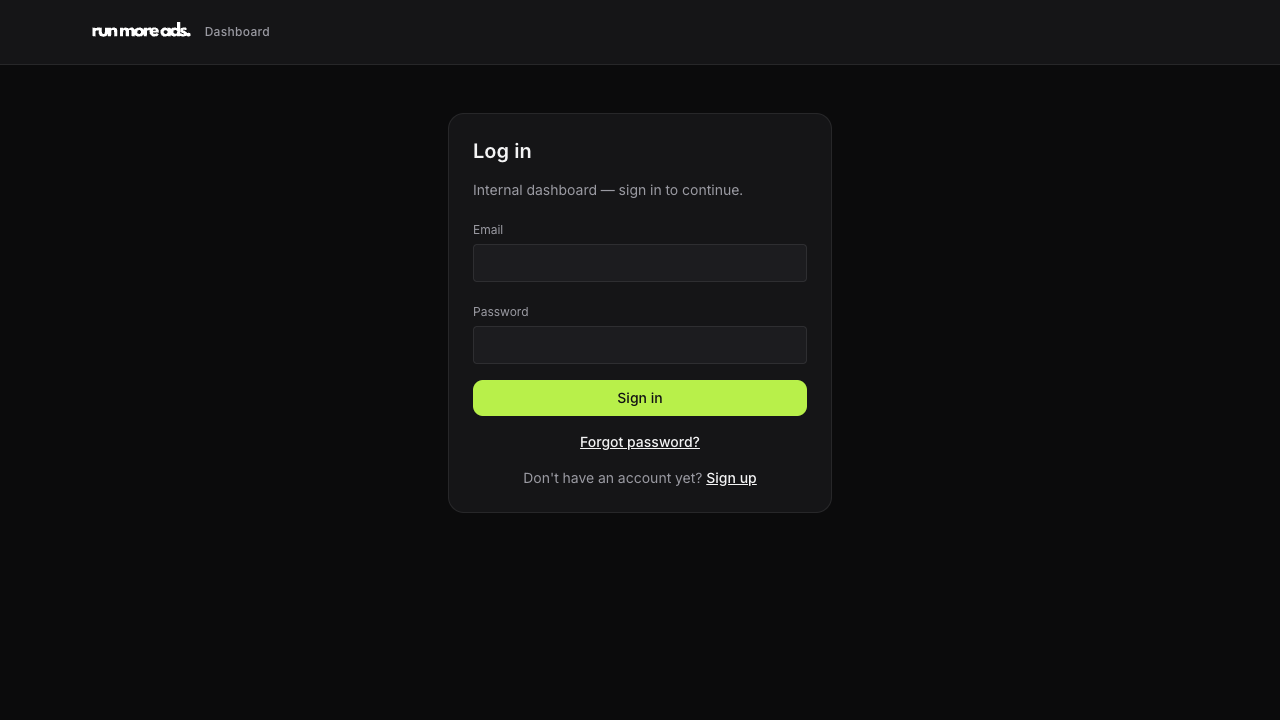 run more ads. Dashboard
Log in
Internal dashboard — sign in to continue.
Email
Password
Sign in
Forgot password?
Don't have an account yet? Sign up